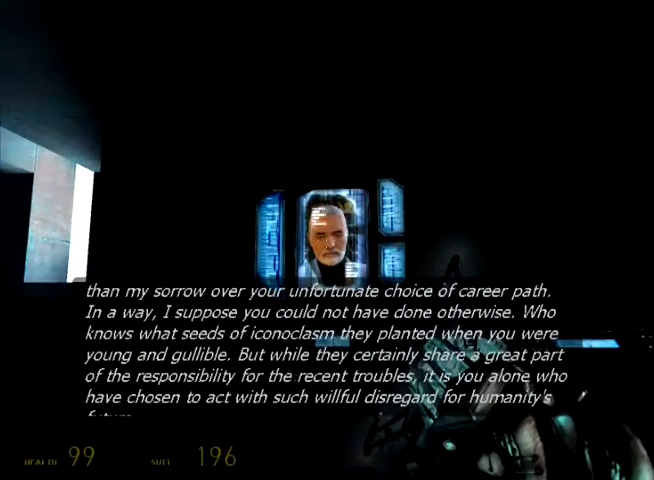 than my sorrow over your unfortunate choice of career path.
In a way, I suppose you could not have done otherwise. Who
knows what seeds of iconoclasm they planted when you were
young and gullible. But while they certainly share a great part
of the responsibility for the recent troubles, it is you alone who
have chosen to act with such willful disregard for humanity's
future.
HEALTH 99 SUIT 196